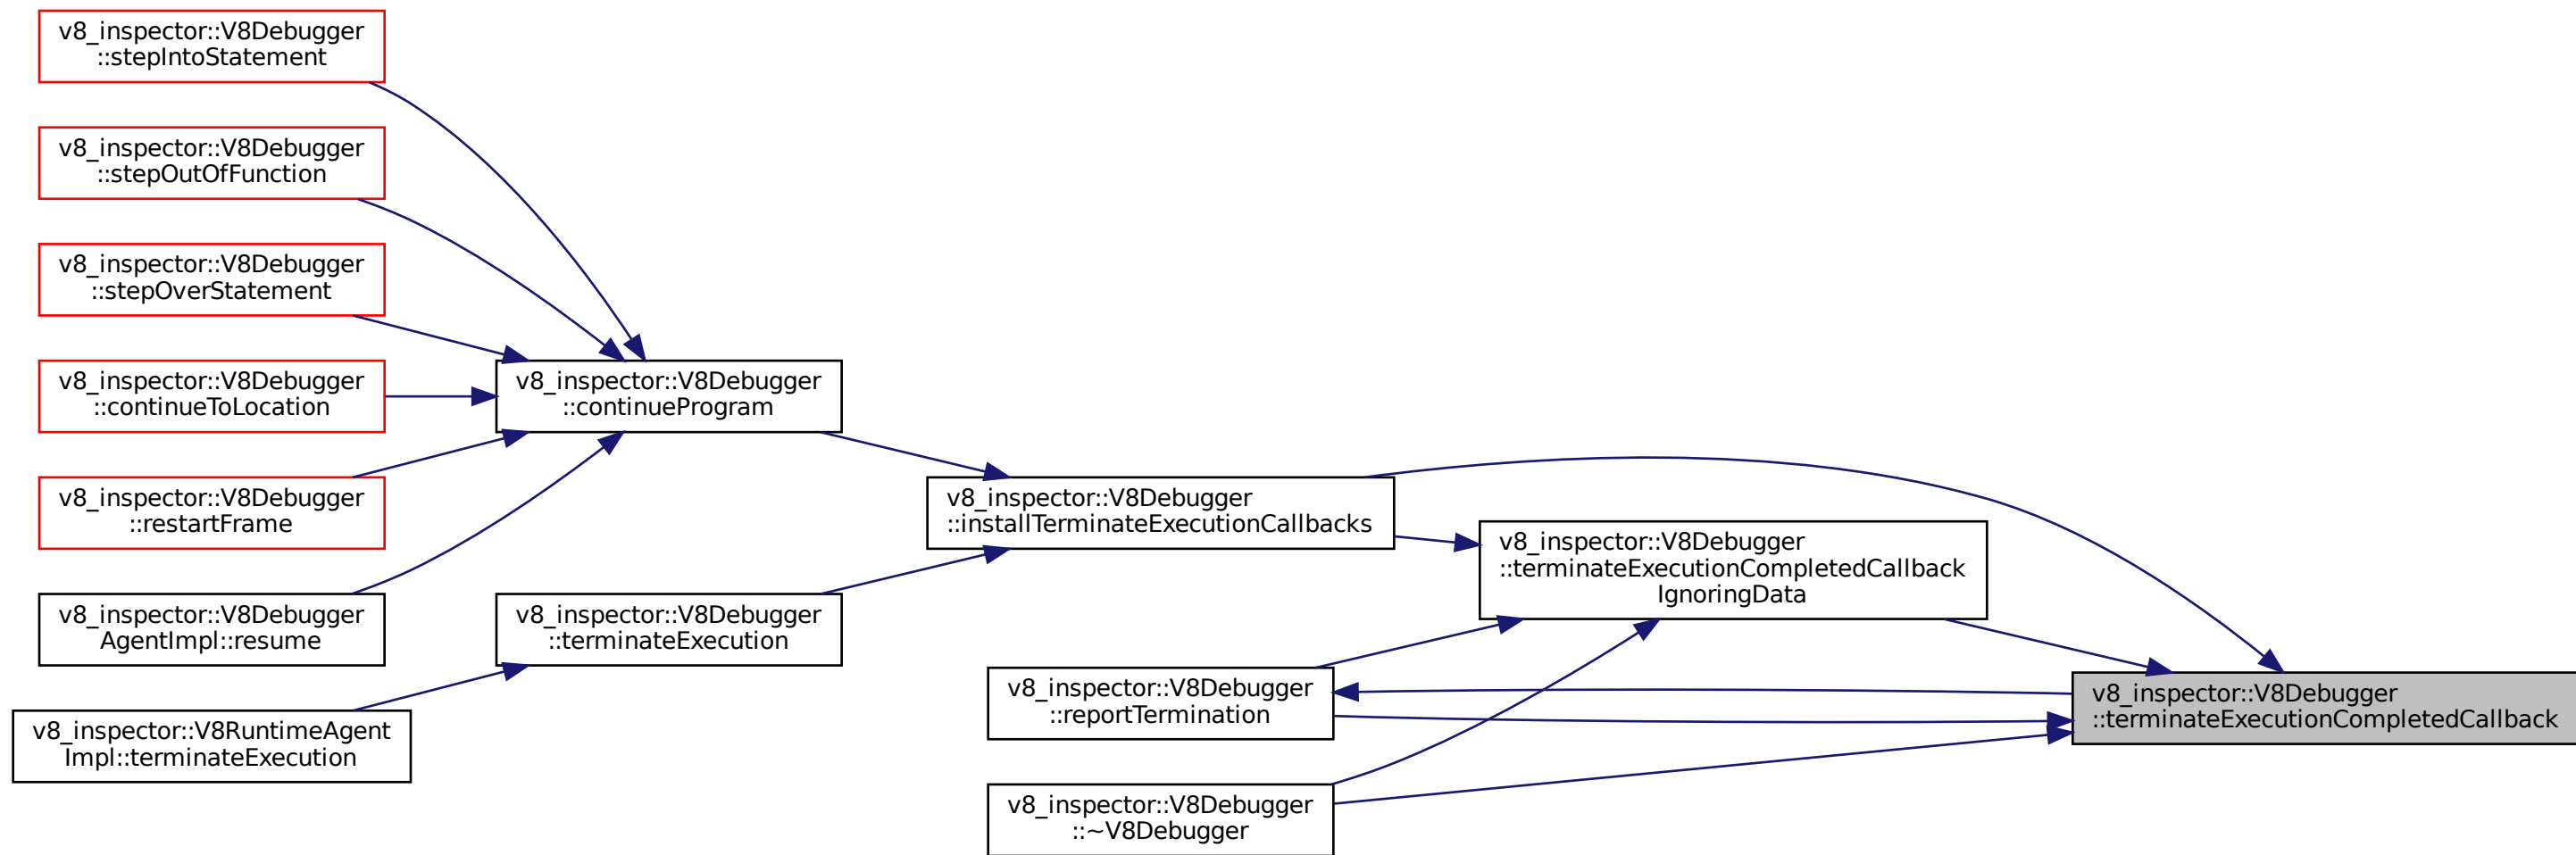 v8_inspector::V8Debugger
::stepIntoStatement
v8_inspector::V8Debugger
::stepOutOfFunction
v8_inspector::V8Debugger
::stepOverStatement
v8_inspector::V8Debugger
::continueToLocation
v8_inspector::V8Debugger
::restartFrame
v8_inspector::V8Debugger
AgentImpl::resume
v8_inspector::V8RuntimeAgent
Impl::terminateExecution
v8_inspector::V8Debugger
::continueProgram
v8_inspector::V8Debugger
::terminateExecution
v8_inspector::V8Debugger
::installTerminateExecutionCallbacks
v8_inspector::V8Debugger
::reportTermination
v8_inspector::V8Debugger
::~V8Debugger
v8_inspector::V8Debugger
::terminateExecutionCompletedCallback
IgnoringData
v8_inspector::V8Debugger
::terminateExecutionCompletedCallback